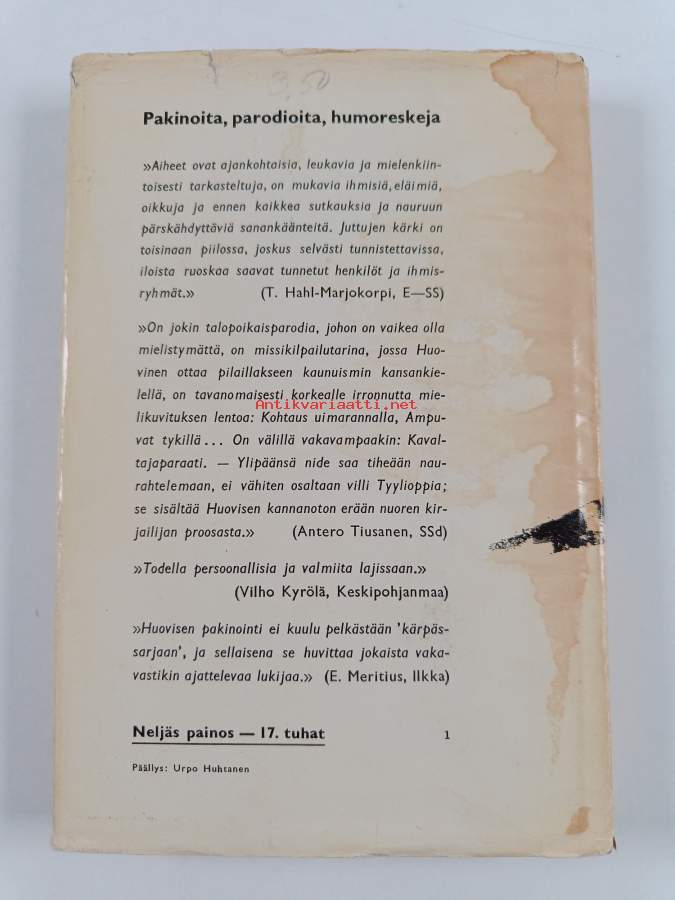 3,50
Pakinoita, parodioita, humoreskeja
»Aiheet ovat ajankohtaisia, leukavia ja mielenkiin-
toisesti tarkasteltuja, on mukavia ihmisiä, eläimiä,
oikkuja ja ennen kaikkea sutkauksia ja nauruun
pärskähdyttäviä sanankäänteitä. Juttujen kärki on
toisinaan piilossa, joskus selvästi tunnistettavissa,
iloista ruoskaa saavat tunnetut henkilöt ja ihmis-
ryhmät.» (T. Hahl-Marjokorpi, E—SS)
»On jokin talopoikaisparodia, johon on vaikea olla
mielistymättä, on missikilpailutarina, jossa Huo-
vinen ottaa pilaillakseen kaunuismin kansankie-
lellä, on tavanomaisesti korkealle irronnutta mie-
Antikvariaatti.net
likuvituksen lentoa: Kohtaus uimarannalla, Ampu-
vat tykillä... On välillä vakavampaakin: Kaval-
tajaparaati. — Ylipäänsä nide saa tiheään nau-
rahtelemaan, ei vähiten osaltaan villi Tyylioppia;
se sisältää Huovisen kannanoton erään nuoren kir-
jailijan proosasta.» (Antero Tiusanen, SSd)
»Todella persoonallisia ja valmiita lajissaan.»
(Vilho Kyrölä, Keskipohjanmaa)
»Huovisen pakinointi ei kuulu pelkästään 'kärpäs-
sarjaan', ja sellaisena se huvittaa jokaista vaka-
vastikin ajattelevaa lukijaa.» (E. Meritius, Ilkka)
Neljäs painos — 17. tuhat 1
Päällys: Urpo Huhtanen